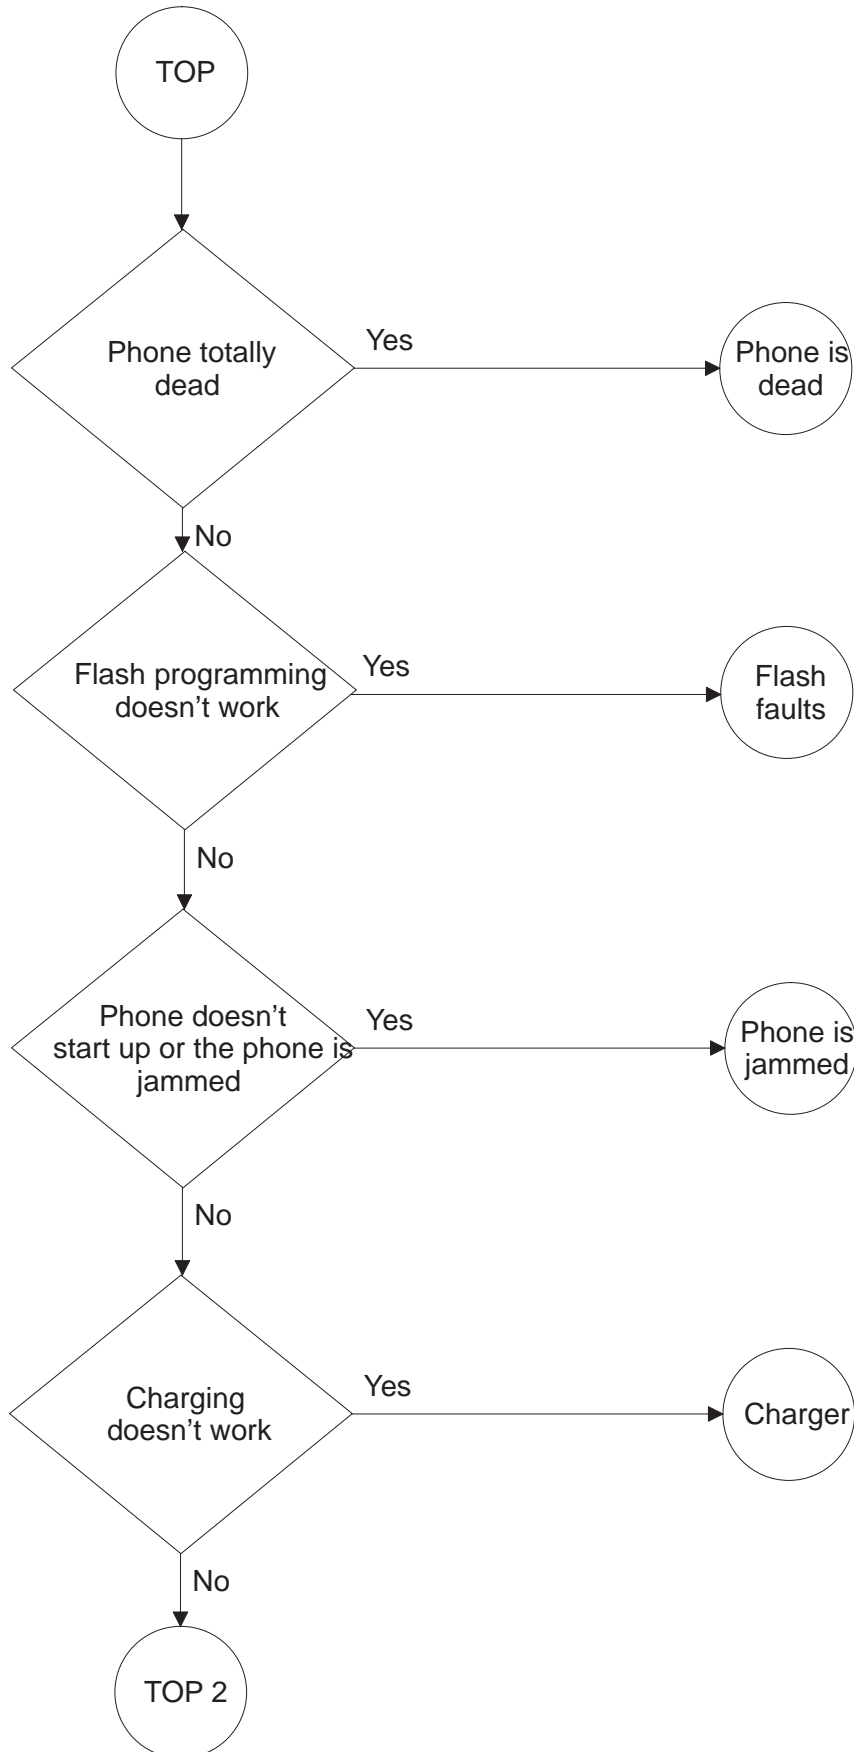 TOP
Phone totally
dead
Yes
Phone is
dead
No
Flash programming
doesn't work
Yes
Flash
faults
No
Phone doesn't
start up or the phone is
jammed
Yes
Phone is
jammed
No
Charging
doesn't work
Yes
Charger
No
TOP 2